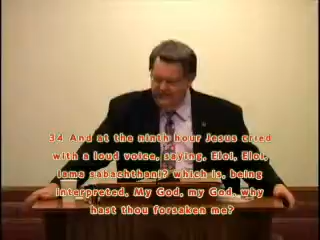 34 And at the ninth hour Jesus cried
with a loud voice, saying, Eloi, Eloi,
lama sabachthani? which is, being
interpreted, My God, my God, why
hast thou forsaken me?